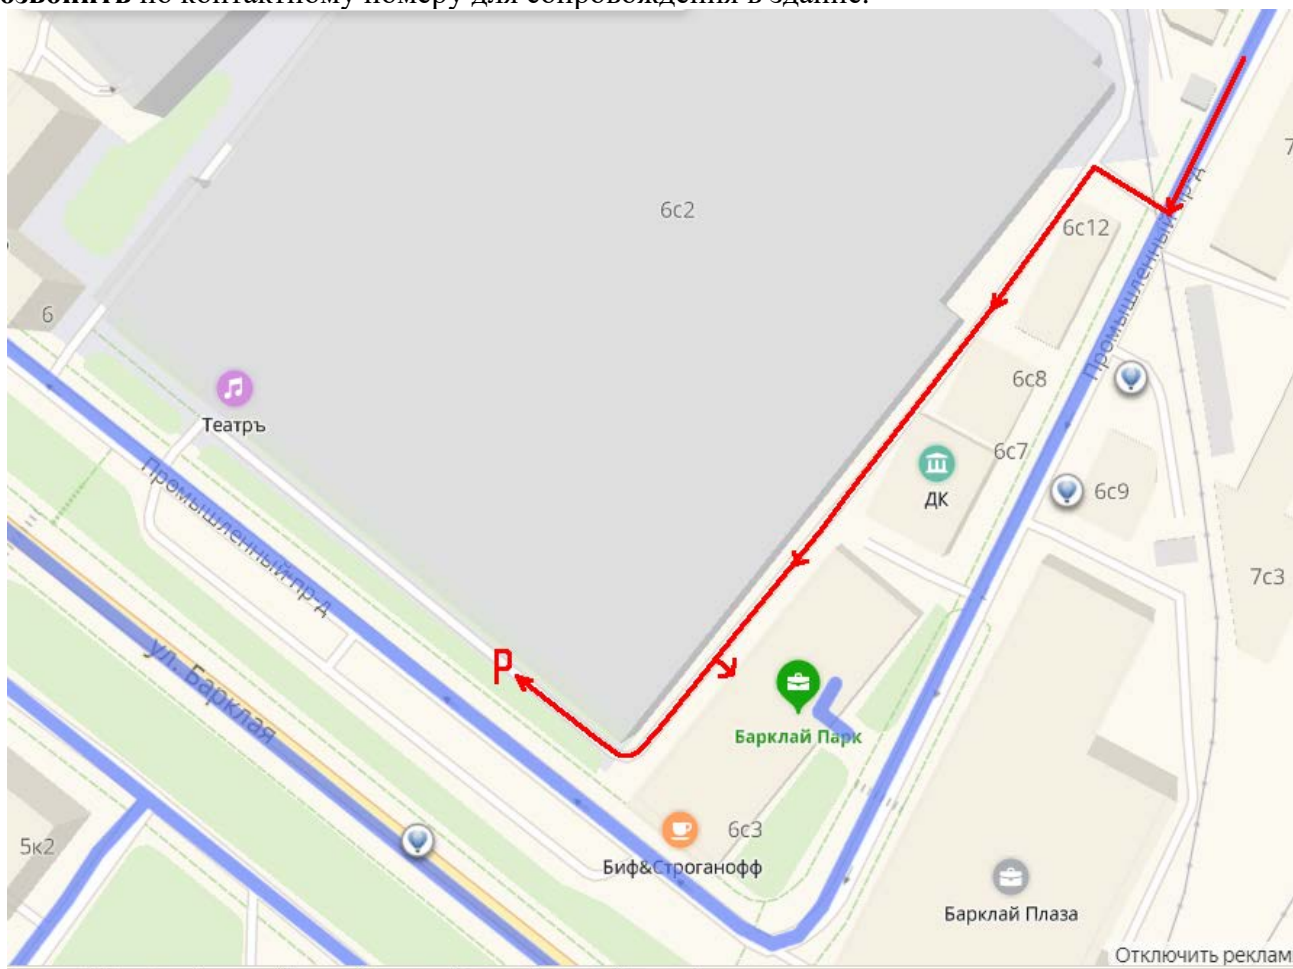 озвонить по контактному номеру для сопровождения в здание.
6с2
7
6с12
Промышленный пр-д
6
6с8
Театръ
6с7
ДК
6с9
Промышленный пр-д
7с3
ул. Барклая
P
Барклай Парк
6с3
5к2
Биф&Строганофф
Барклай Плаза
Отключить реклам